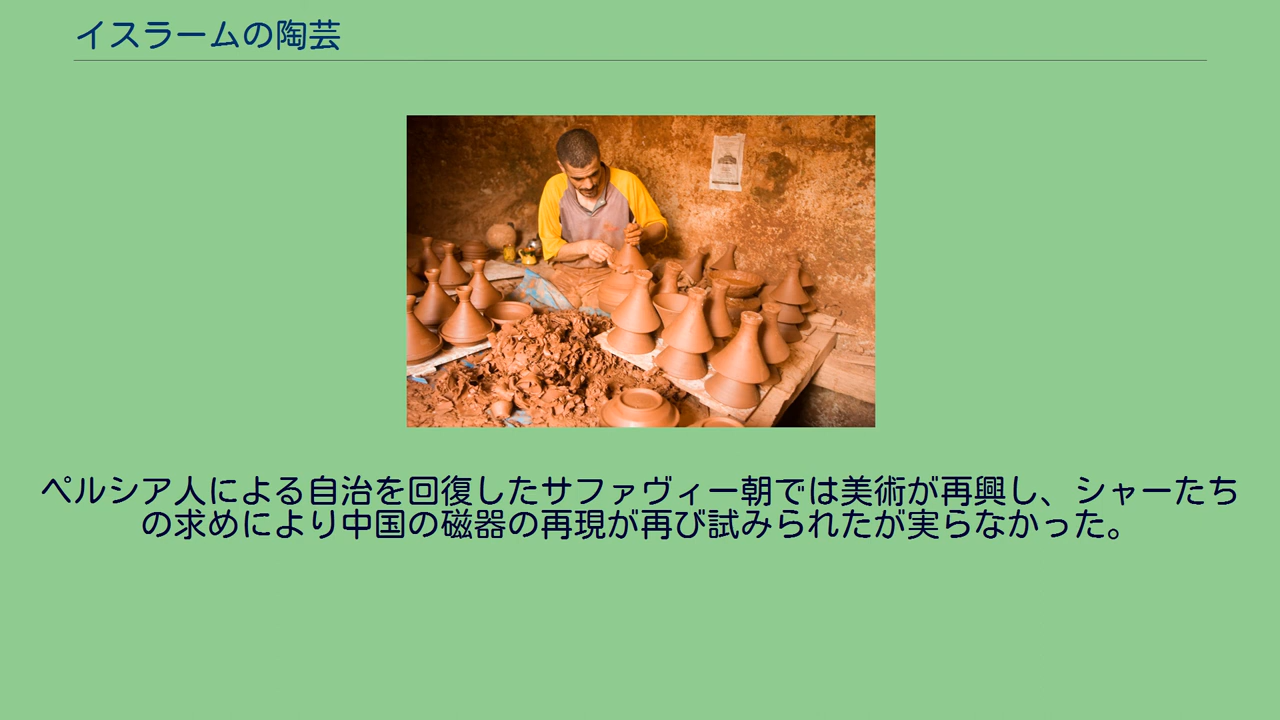 イスラームの陶芸
ペルシア人による自治を回復したサファヴィー朝では美術が再興し、シャーたち
の求めにより中国の磁器の再現が再び試みられたが実らなかった。